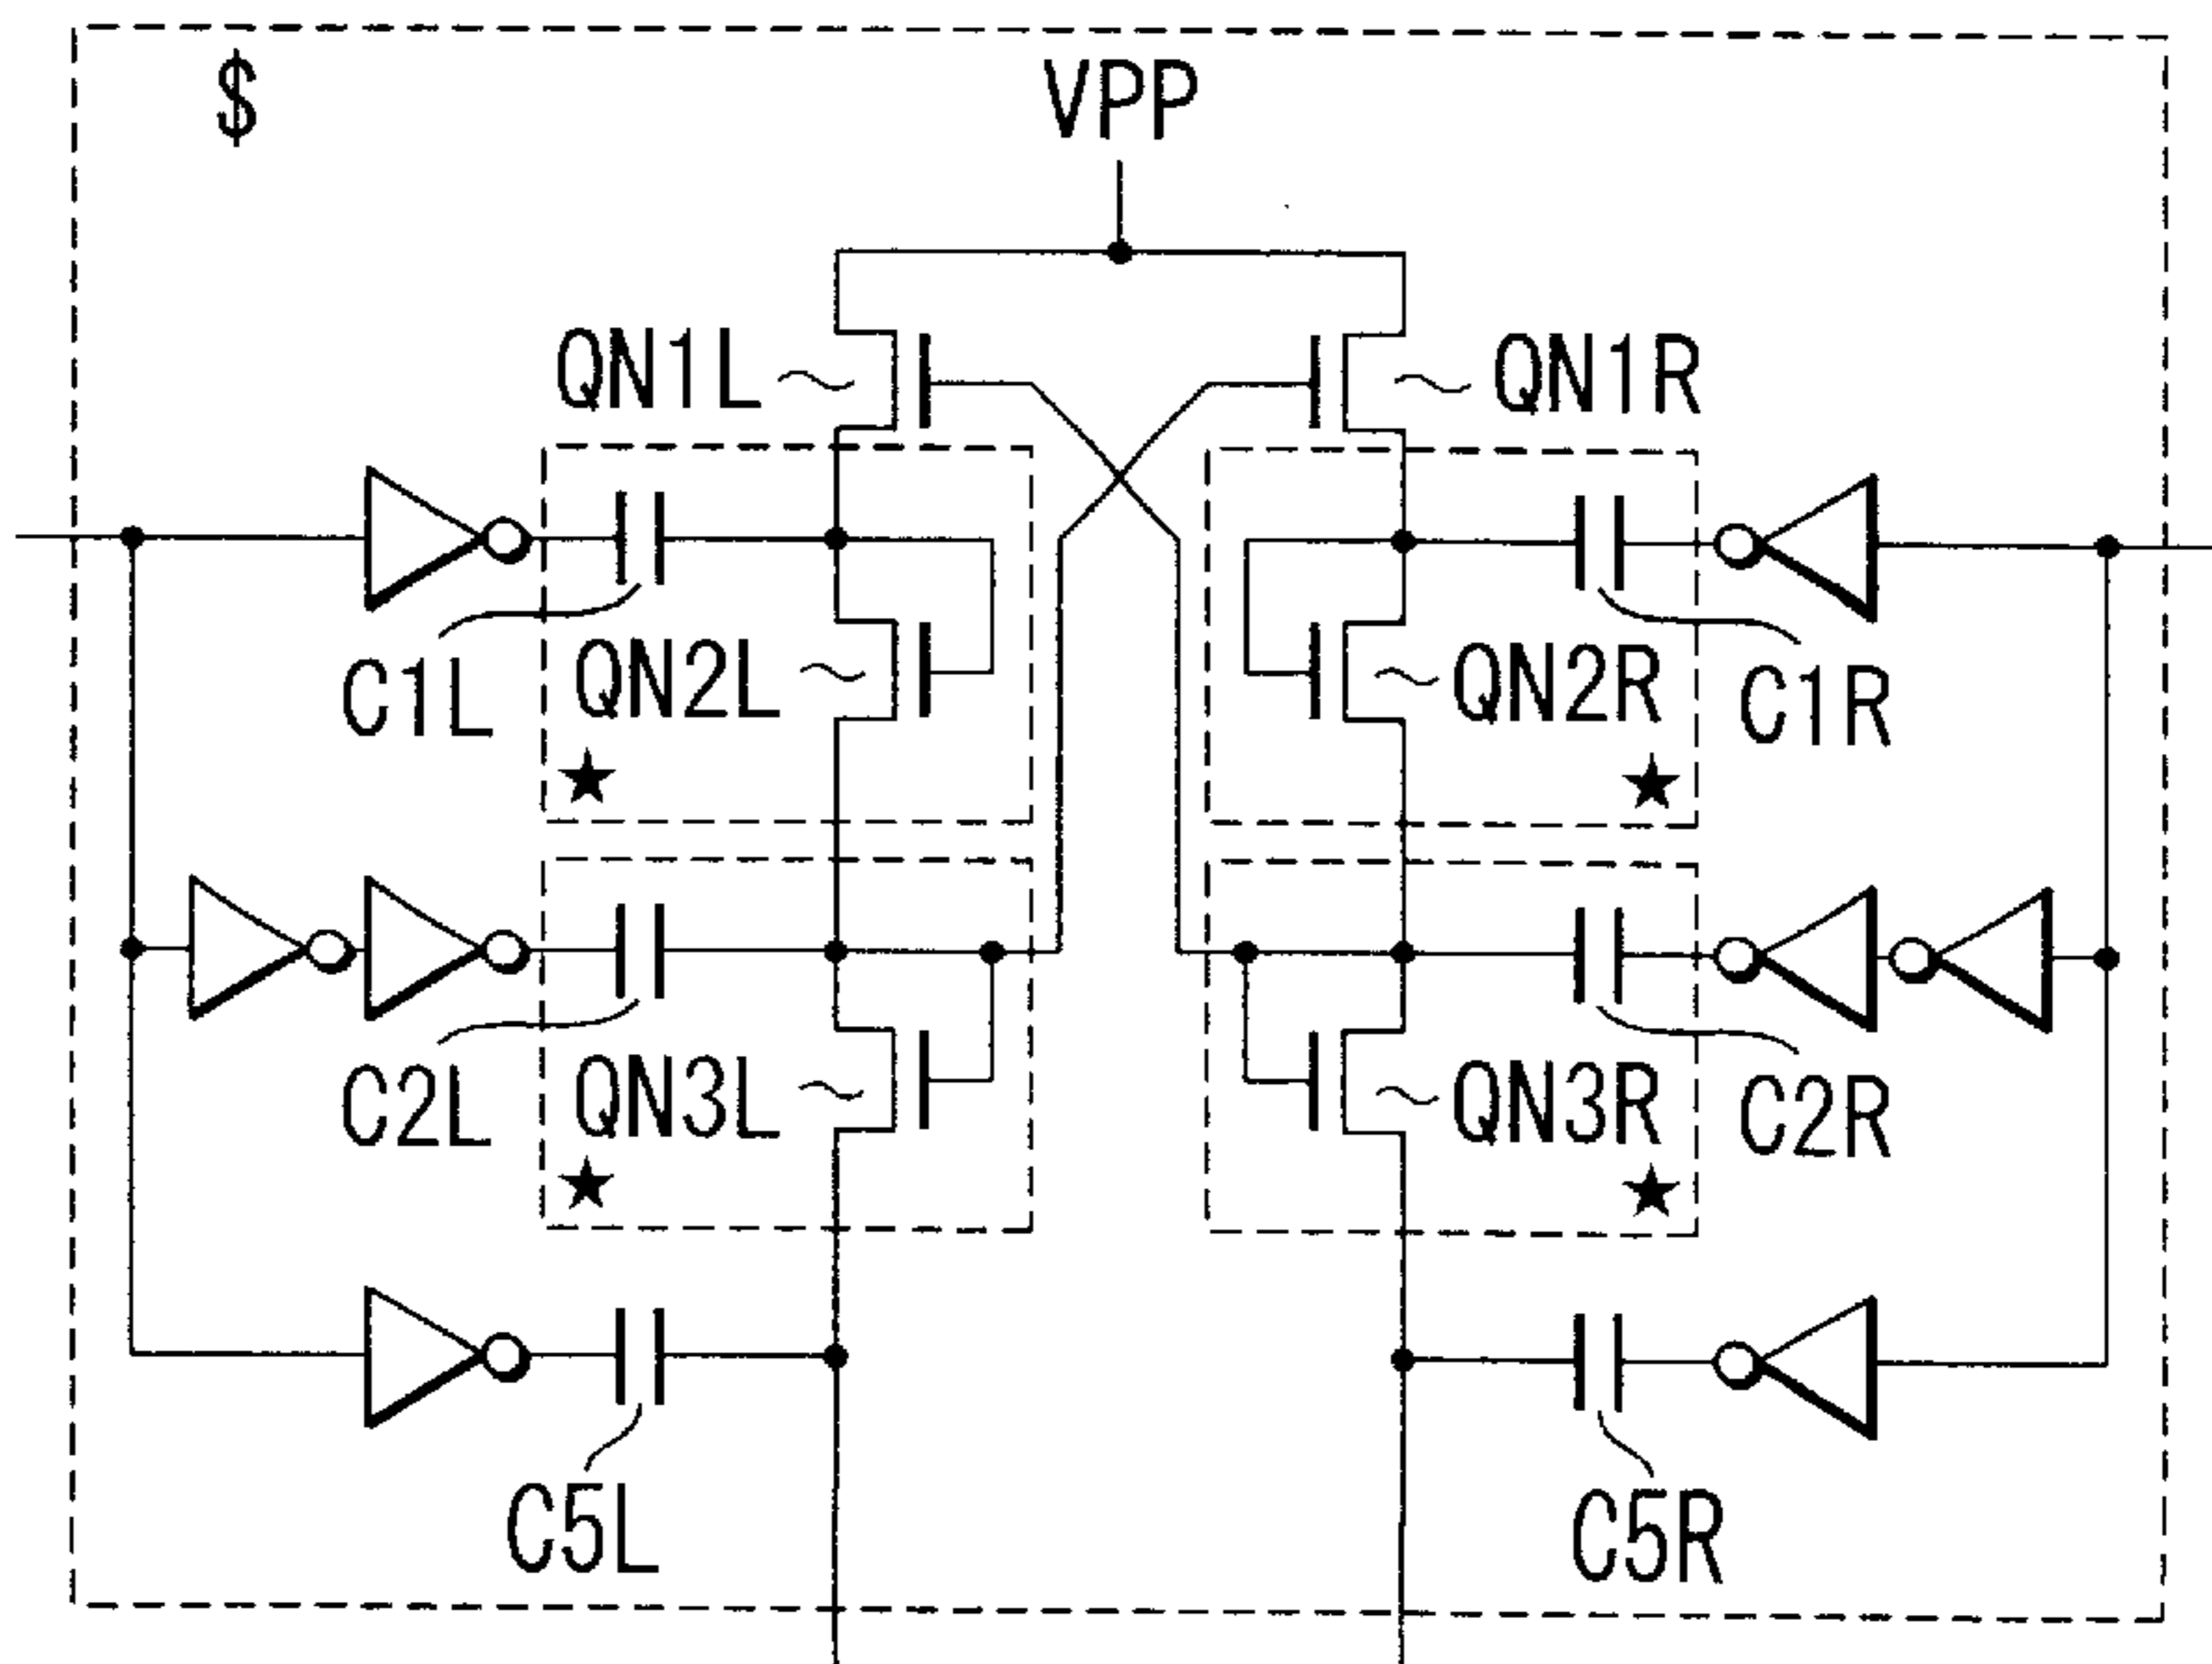 $
VPP
QN1L
QN1R
C1L
QN2L
QN2R
C1R
★
★
C2L
QN3L
QN3R
C2R
★
★
C5L
C5R